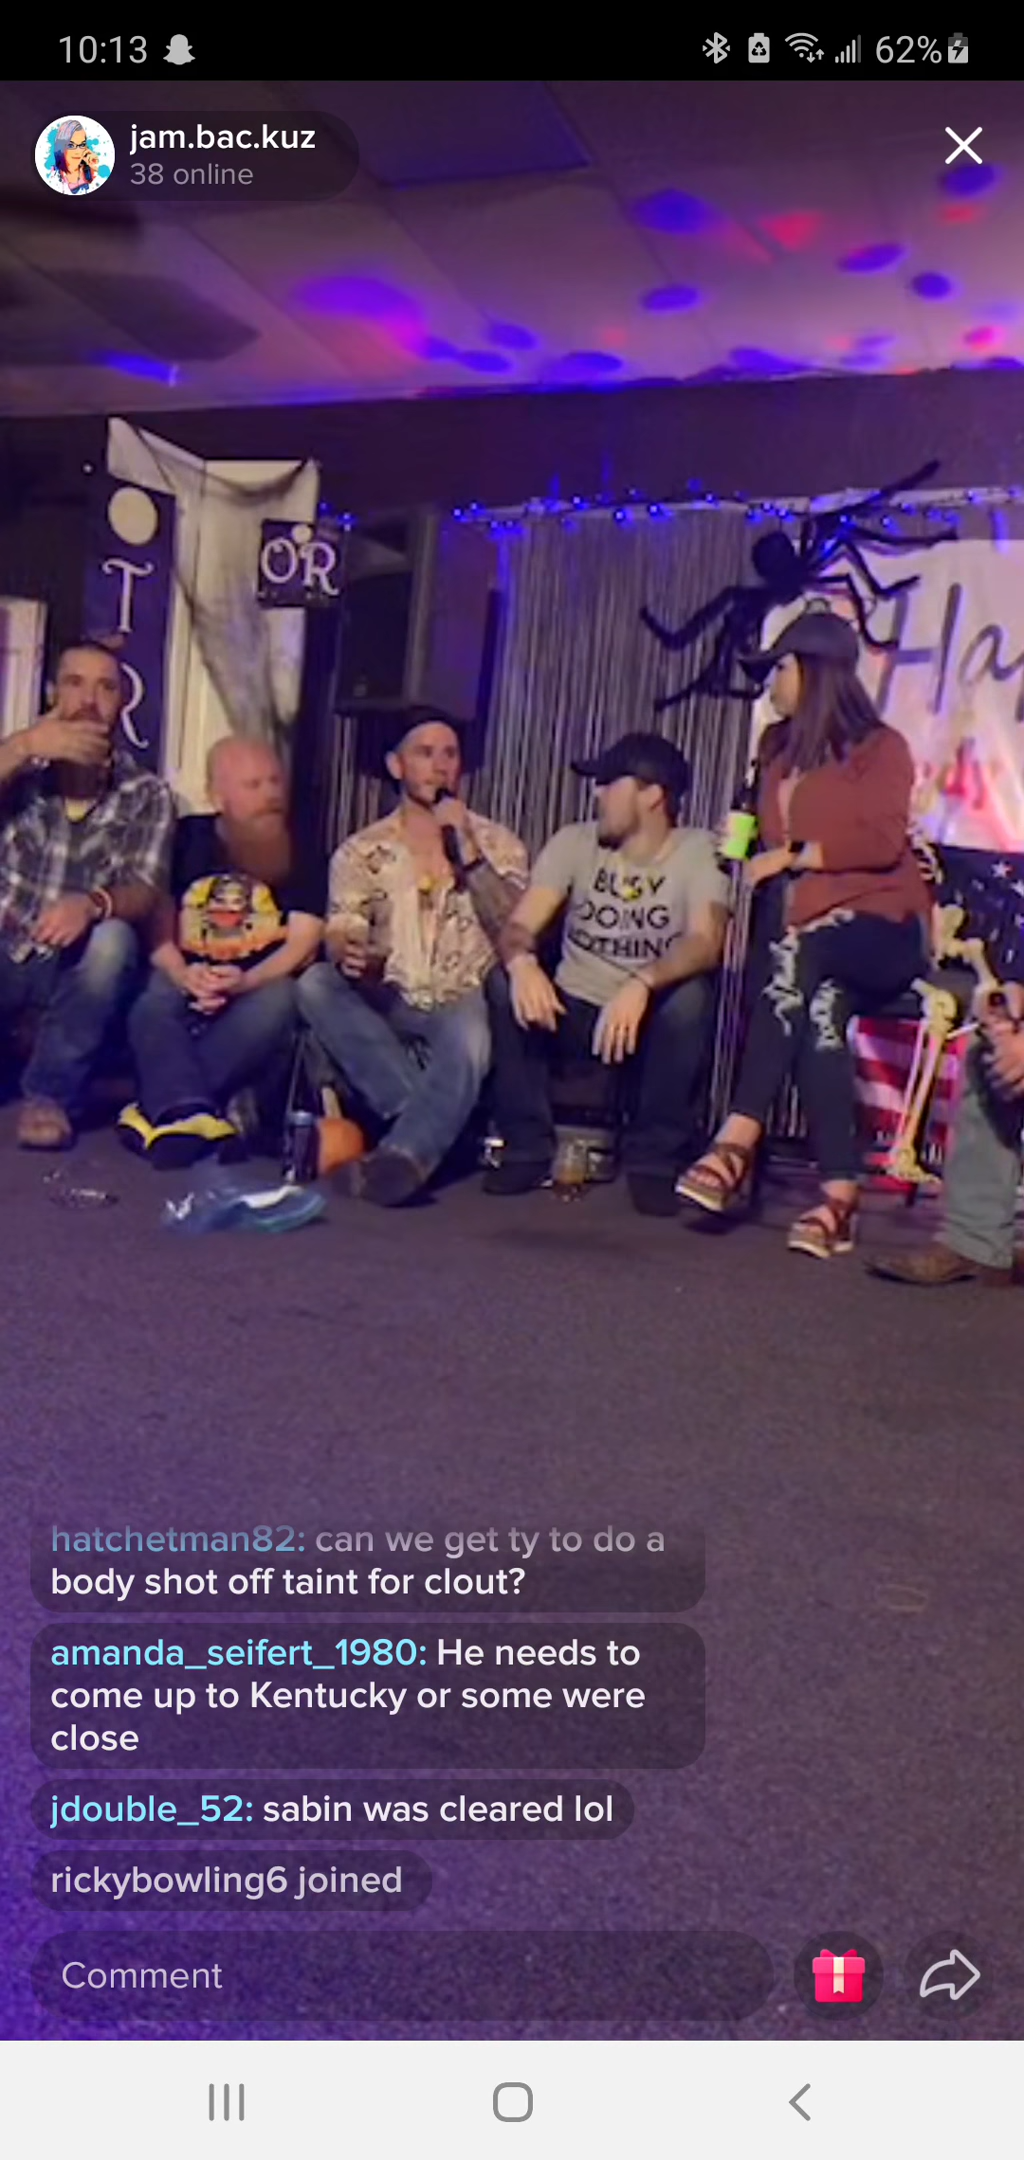 10:13
62%
jam.bac.kuz
38 online
OR
T
R
Ha
BUSY
DOING
NOTHING
hatchetman82: can we get ty to do a
body shot off taint for clout?
amanda_seifert_1980: He needs to
come up to Kentucky or some were
close
jdouble_52: sabin was cleared lol
rickybowling6 joined
Comment